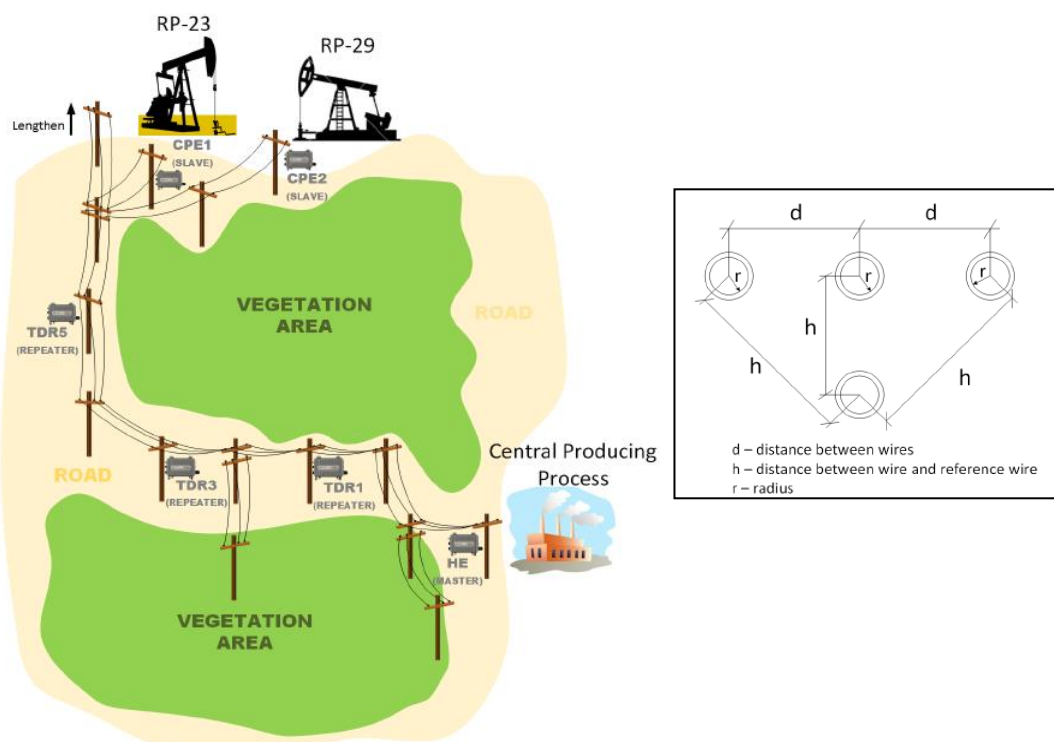 RP-23
RP-29
Lengthen
CPE1
(SLAVE)
CPE2
(SLAVE)
VEGETATION
AREA
ROAD
TDR5
(REPEATER)
Central Producing
Process
ROAD
TDR3
(REPEATER)
TDR1
(REPEATER)
HE
(MASTER)
VEGETATION
AREA
d
d
r
r
r
h
h
h
d – distance between wires
h – distance between wire and reference wire
r – radius